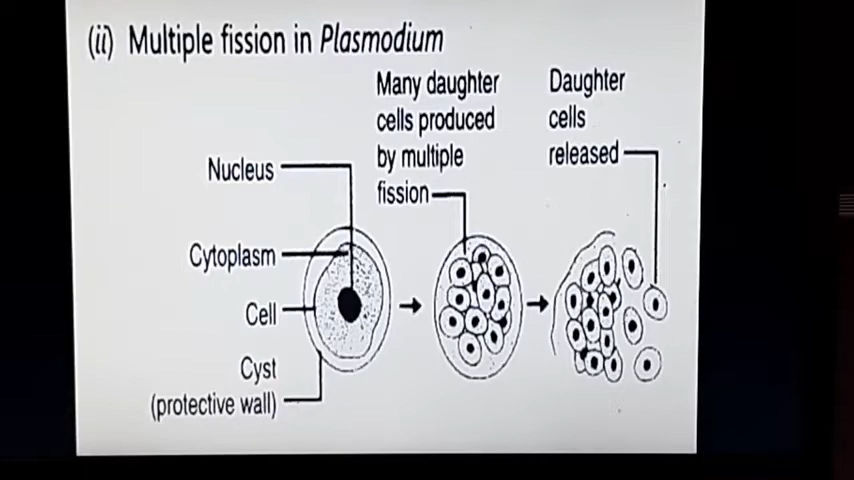 (ii) Multiple fission in Plasmodium
Many daughter
cells produced
by multiple
fission
Daughter
cells
released
Nucleus
Cytoplasm
Cell
Cyst
(protective wall)